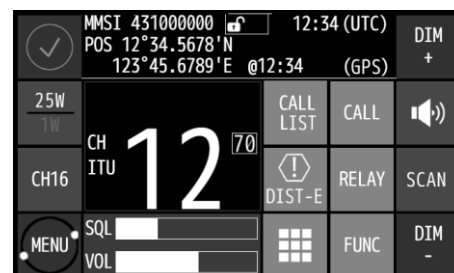 MMSI 431000000 12:34(UTC)
POS 12°34.5678'N
123°45.6789'E @12:34 (GPS)
DIM
+
25W
1W
CH
ITU
12
70
CALL
LIST
CALL
CH16
DIST-E
RELAY
SCAN
MENU
SQL
VOL
FUNC
DIM
-